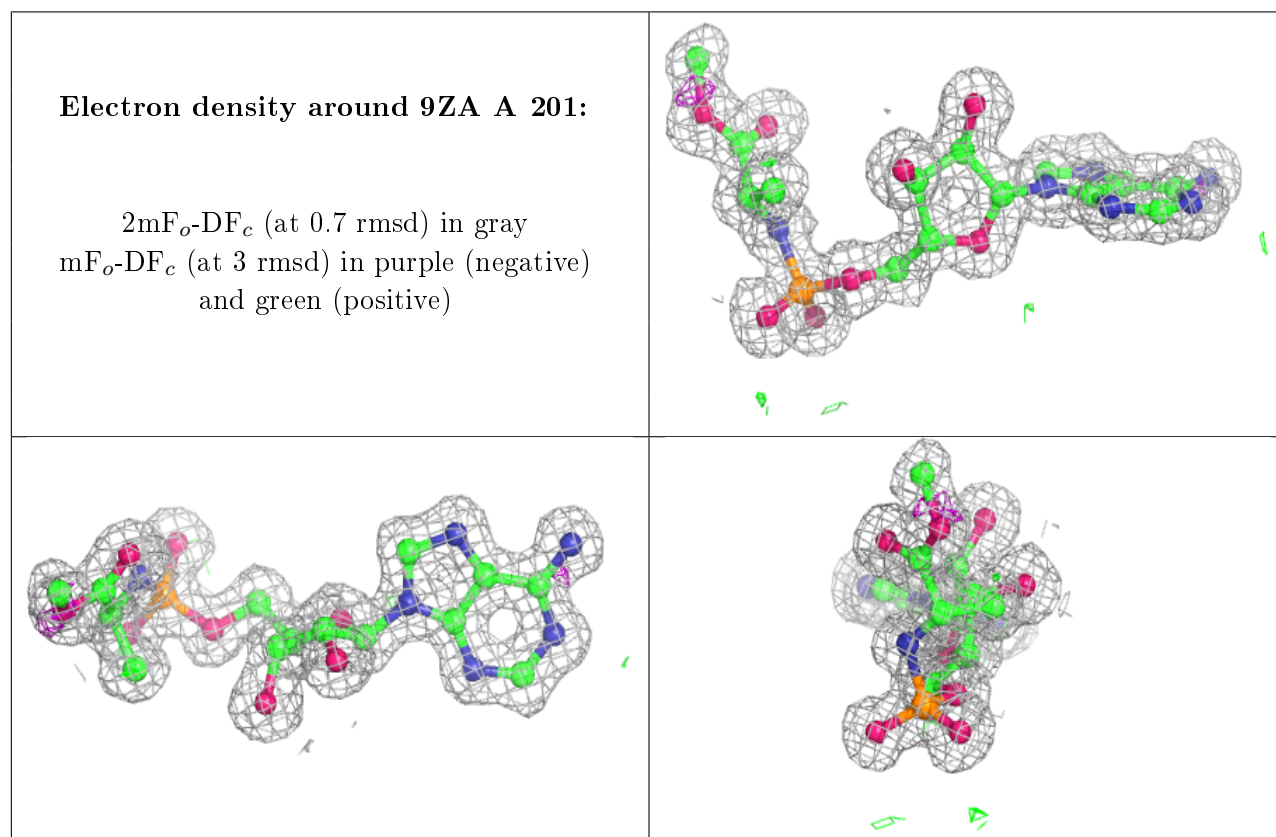 Electron density around 9ZA A 201:
2mFo-DFc (at 0.7 rmsd) in gray
mFo-DFc (at 3 rmsd) in purple (negative)
and green (positive)